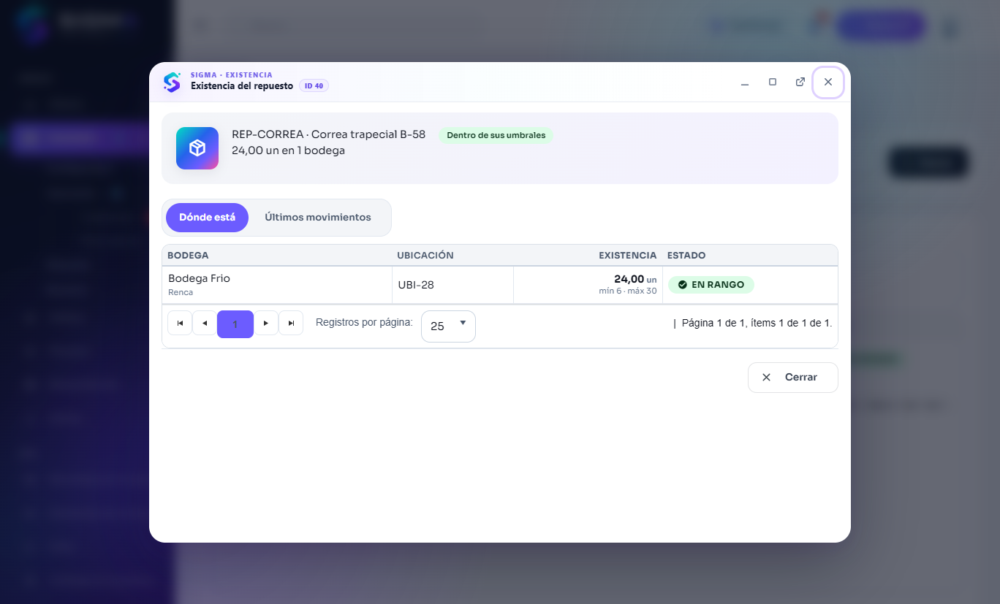 SIGMA · EXISTENCIA
Existencia del repuesto ID 40
REP-CORREA · Correa trapecial B-58 Dentro de sus umbrales
24,00 un en 1 bodega
Dónde está Últimos movimientos
BODEGA UBICACIÓN EXISTENCIA ESTADO
Bodega Frio UBI-28 24,00 un EN RANGO
Renca mín 6 · máx 30
1 Registros por página: 25 | Página 1 de 1, ítems 1 de 1 de 1.
Cerrar